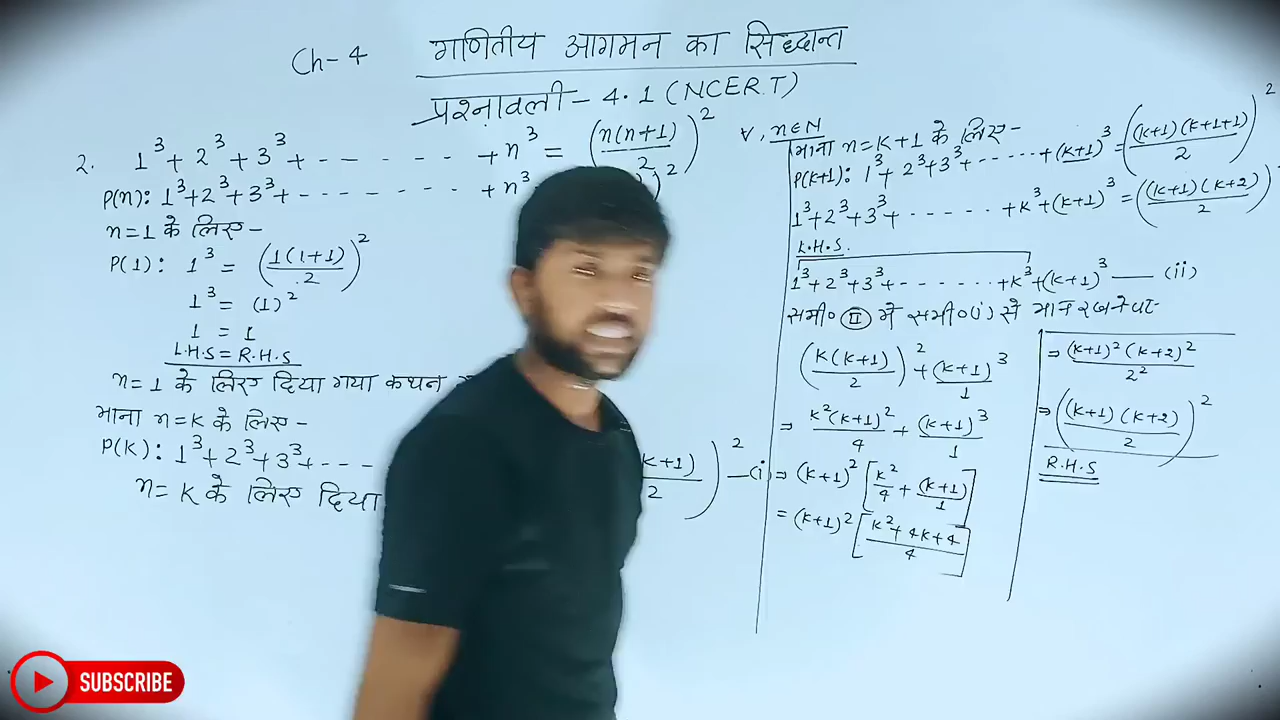 Ch-4 गणितीय आगमन का सिद्धान्त
प्रश्नावली - 4.1 (NCERT)
2. 1³ + 2³ + 3³ + - - - - - - + n³ = (n(n+1)/2)² ∀, n∈N
P(n): 1³+2³+3³+ - - - - - - - + n³
n=1 के लिए -
P(1): 1³ = (1(1+1)/2)²
1³ = (1)²
1 = 1
L.H.S = R.H.S
n=1 के लिए दिया गया कथन
माना n=K के लिए -
P(K): 1³+2³+3³+ - - - K+1)/2)² —(i)
n=K के लिए दिया
माना n=K+1 के लिए -
P(K+1): 1³+2³+3³+ ...... +(K+1)³ = ((K+1)(K+1+1)/2)²
1³+2³+3³+ ...... +K³+(K+1)³ = ((K+1)(K+2)/2)²
L.H.S.
1³+2³+3³+ ....... +K³+(K+1)³ —— (ii)
समी० II में समी०(i) से मान रखने पर-
(K(K+1)/2)² + (K+1)³/1
⇒ K²(K+1)²/4 + (K+1)³/1
⇒ (K+1)² [K²/4 + (K+1)/1]
= (K+1)² [K²+4K+4/4]
⇒ (K+1)²(K+2)²/2²
⇒ ((K+1)(K+2)/2)²
R.H.S
SUBSCRIBE